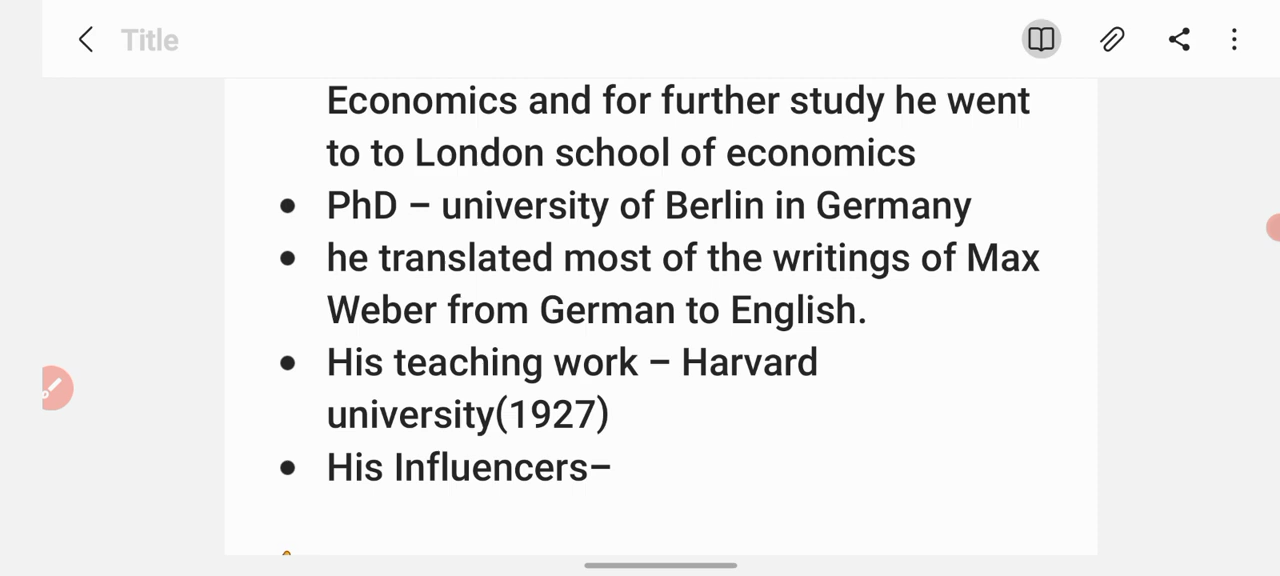 Title
Economics and for further study he went
to to London school of economics
• PhD – university of Berlin in Germany
• he translated most of the writings of Max
Weber from German to English.
• His teaching work – Harvard
university(1927)
• His Influencers–